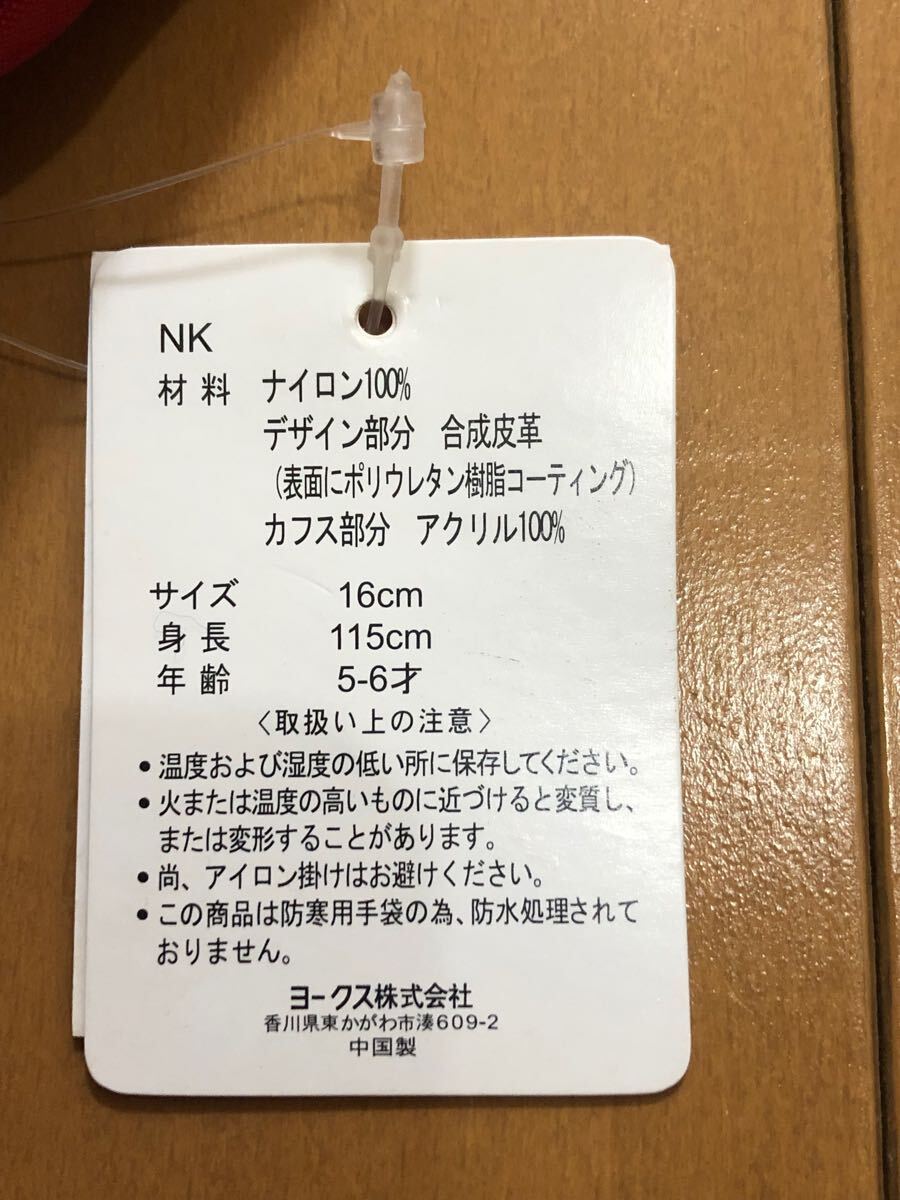 NK
材料 ナイロン100%
デザイン部分 合成皮革
(表面にポリウレタン樹脂コーティング)
カフス部分 アクリル100%
サイズ 16cm
身長 115cm
年齢 5-6才
〈取扱い上の注意〉
•温度および湿度の低い所に保存してください。
•火または温度の高いものに近づけると変質し、
または変形することがあります。
•尚、アイロン掛けはお避けください。
•この商品は防寒用手袋の為、防水処理されて
おりません。
ヨークス株式会社
香川県東かがわ市湊609-2
中国製